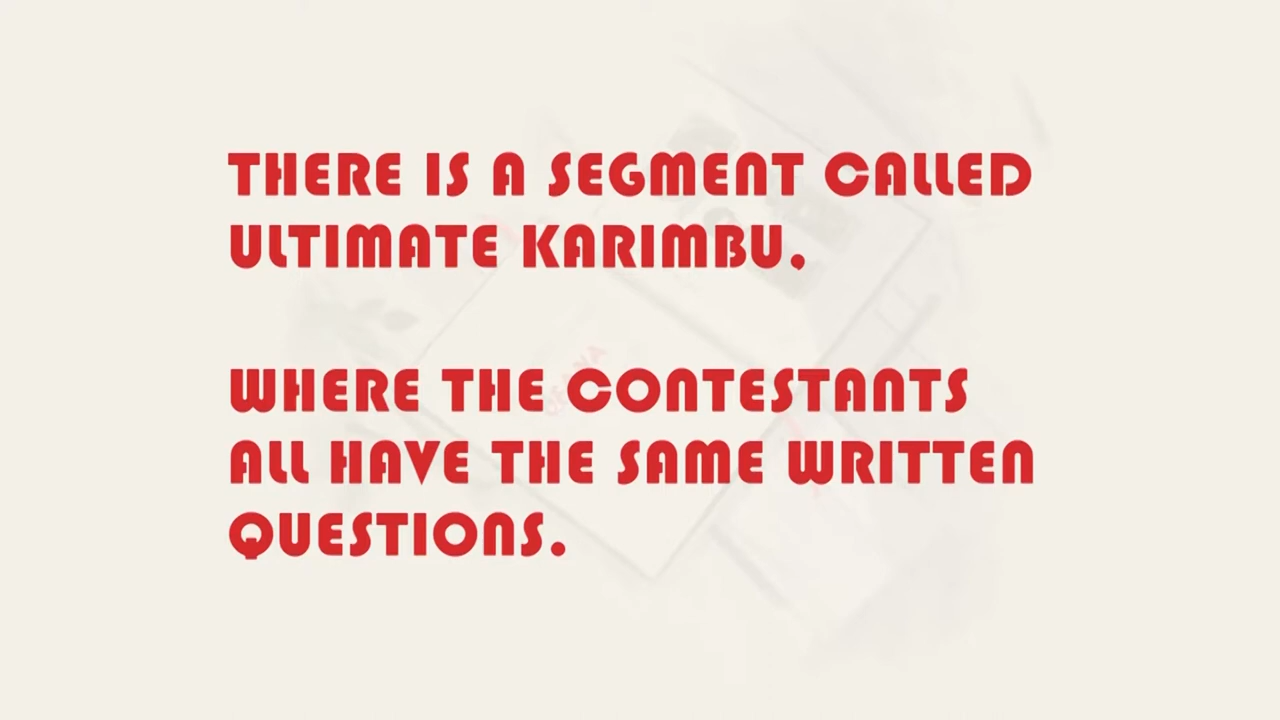 THERE IS A SEGMENT CALLED
ULTIMATE KARIMBU,
WHERE THE CONTESTANTS
ALL HAVE THE SAME WRITTEN
QUESTIONS.